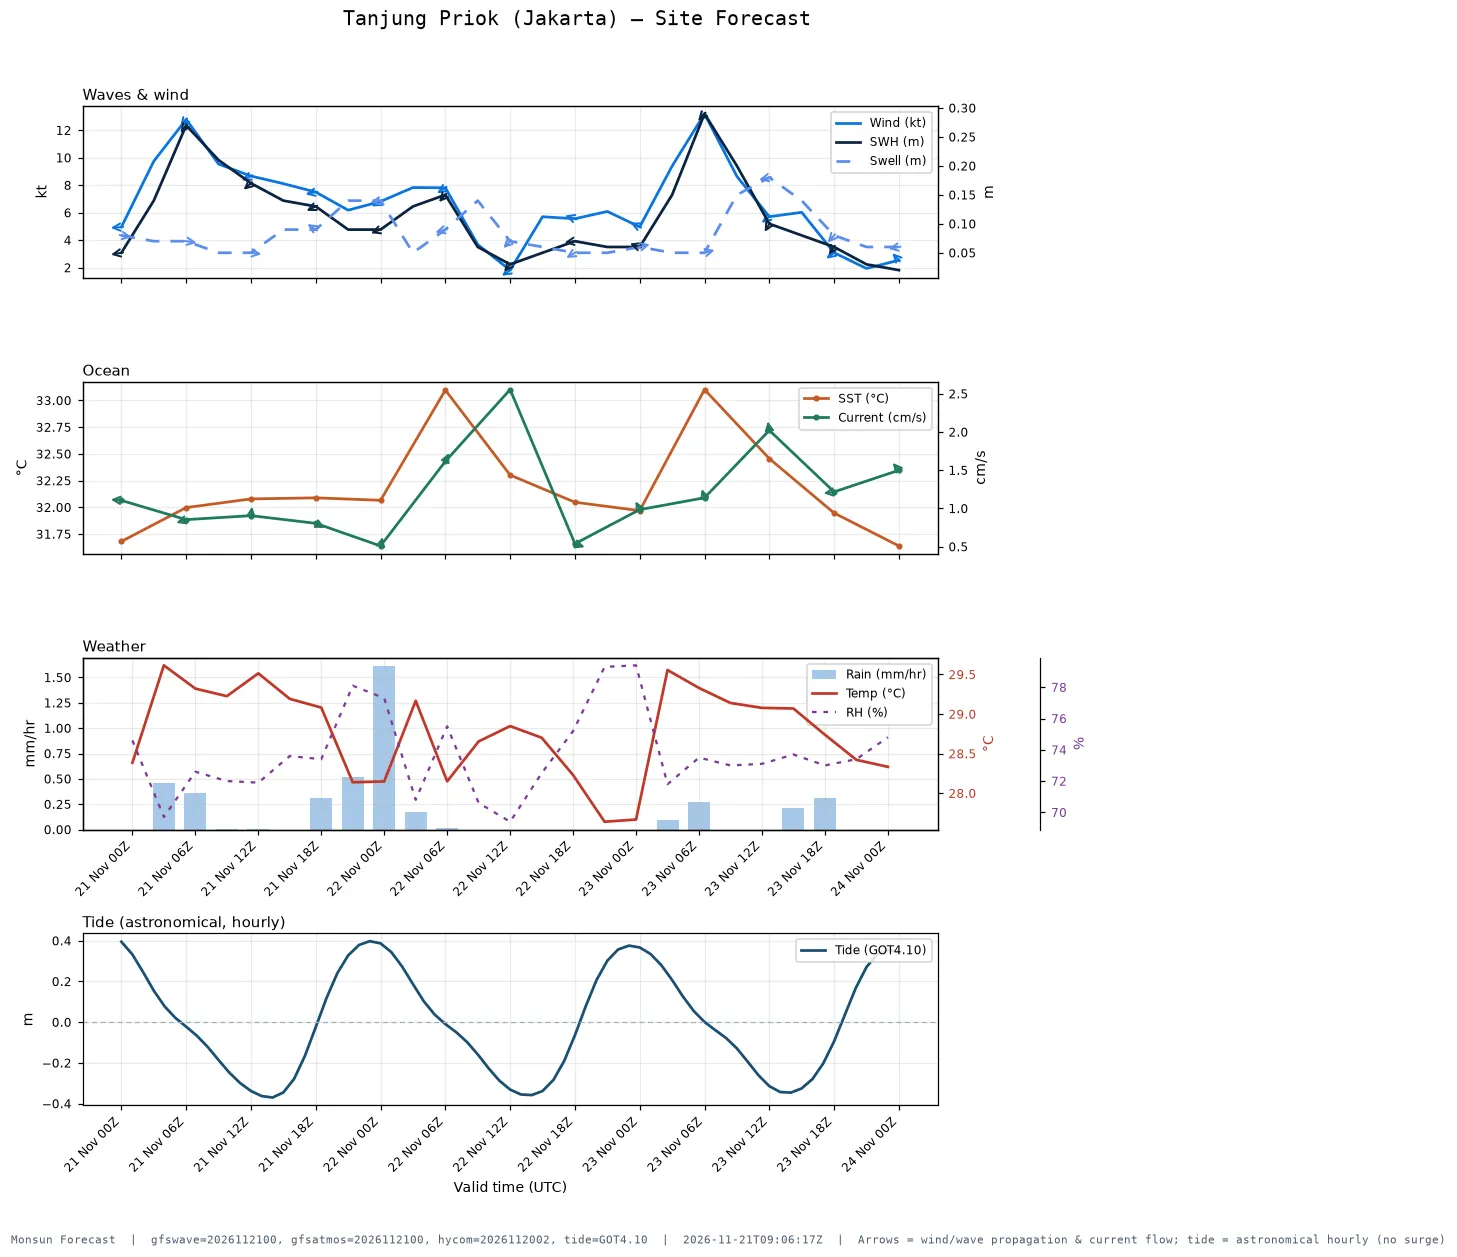 Tanjung Priok (Jakarta) — Site Forecast
Waves & wind
12
10
8
6
4
2
kt
0.30
0.25
0.20
0.15
0.10
0.05
m
Wind (kt)
SWH (m)
Swell (m)
Ocean
33.00
32.75
32.50
32.25
32.00
31.75
°C
2.5
2.0
1.5
1.0
0.5
cm/s
SST (°C)
Current (cm/s)
Weather
1.50
1.25
1.00
0.75
0.50
0.25
0.00
mm/hr
Rain (mm/hr)
Temp (°C)
RH (%)
29.5
29.0
28.5
28.0
°C
78
76
74
72
70
%
21 Nov 00Z
21 Nov 06Z
21 Nov 12Z
21 Nov 18Z
22 Nov 00Z
22 Nov 06Z
22 Nov 12Z
22 Nov 18Z
23 Nov 00Z
23 Nov 06Z
23 Nov 12Z
23 Nov 18Z
24 Nov 00Z
Tide (astronomical, hourly)
0.4
0.2
0.0
−0.2
−0.4
m
Tide (GOT4.10)
21 Nov 00Z
21 Nov 06Z
21 Nov 12Z
21 Nov 18Z
22 Nov 00Z
22 Nov 06Z
22 Nov 12Z
22 Nov 18Z
23 Nov 00Z
23 Nov 06Z
23 Nov 12Z
23 Nov 18Z
24 Nov 00Z
Valid time (UTC)
Monsun Forecast | gfswave=2026112100, gfsatmos=2026112100, hycom=2026112002, tide=GOT4.10 | 2026-11-21T09:06:17Z | Arrows = wind/wave propagation & current flow; tide = astronomical hourly (no surge)